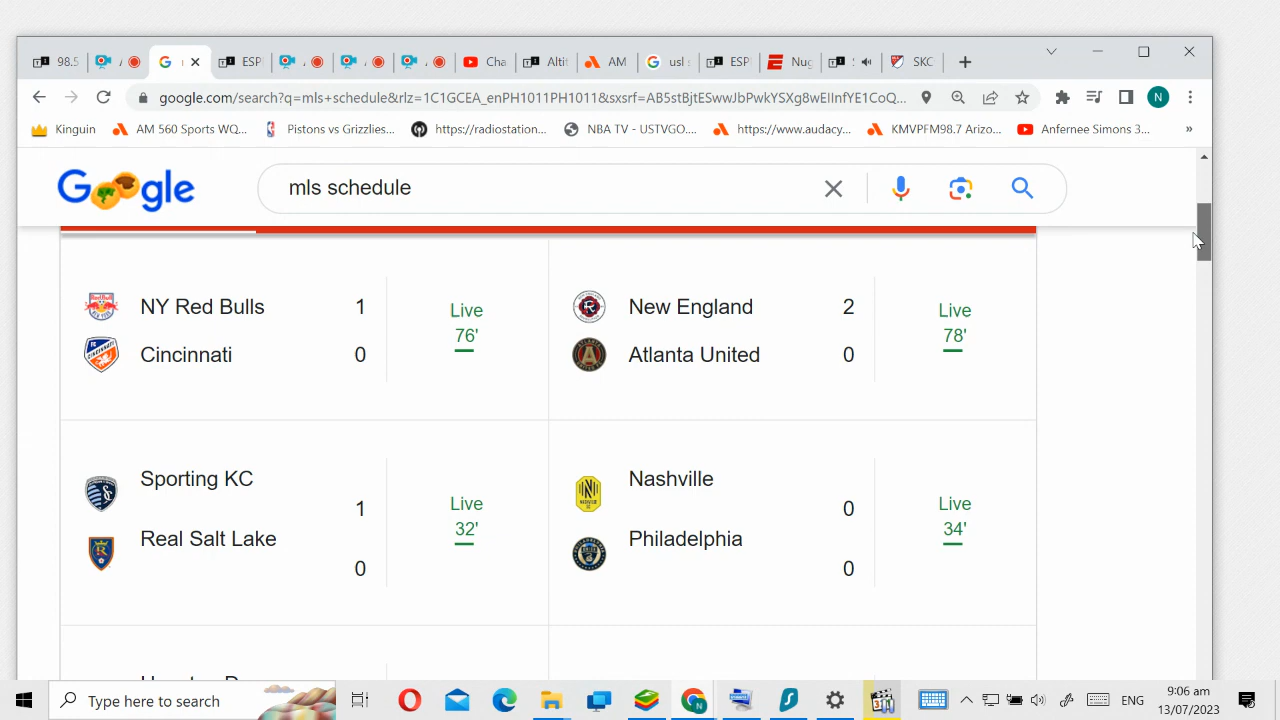 98
A
ESP
A
A
A
Cha
Altit
AM
usl s
ESP
Nug
SKC
google.com/search?q=mls+schedule&rlz=1C1GCEA_enPH1011PH1011&sxsrf=AB5stBjtESwwJbPwkYSXg8wEIInfYE1CoQ...
N
Kinguin
AM 560 Sports WQ...
Pistons vs Grizzlies...
https://radiostation...
NBA TV - USTVGO....
https://www.audacy...
KMVPFM98.7 Arizo...
Anfernee Simons 3...
»
Google
mls schedule
NY Red Bulls 1
Cincinnati 0
Live
76'
New England 2
Atlanta United 0
Live
78'
Sporting KC
1
Real Salt Lake
0
Live
32'
Nashville
0
Philadelphia
0
Live
34'
Type here to search
ENG
9:06 am
13/07/2023